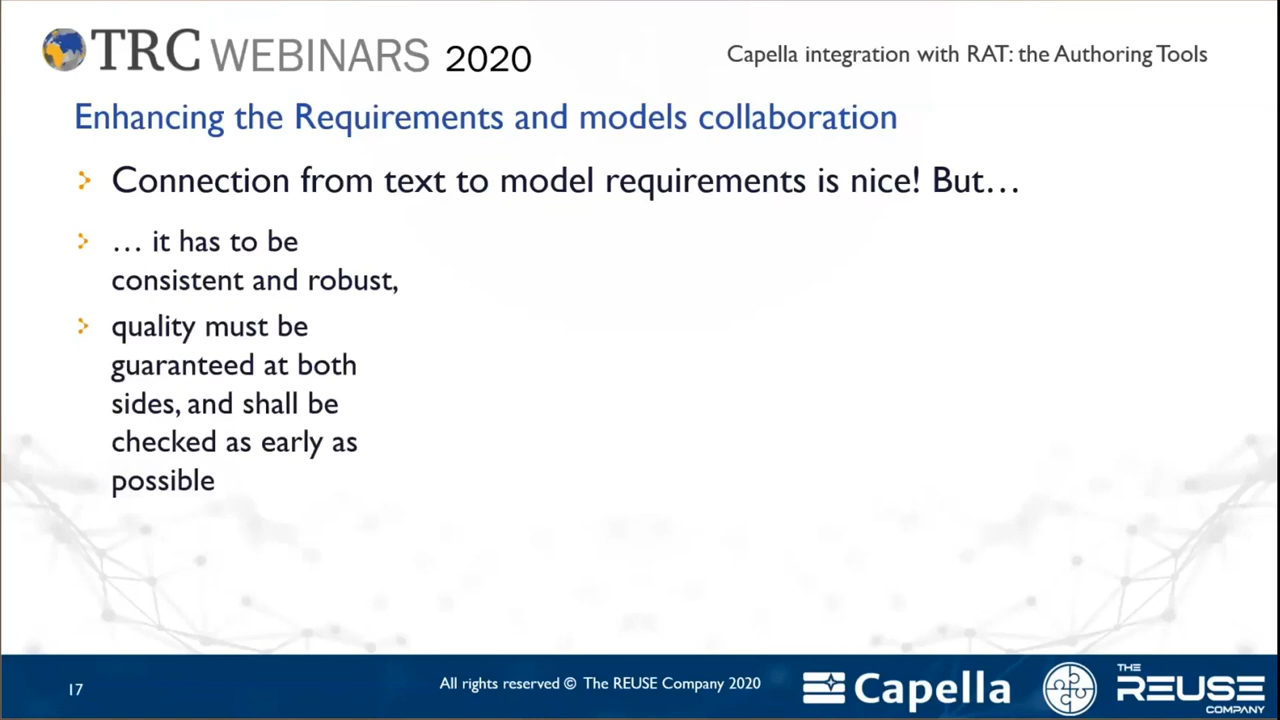 TRC WEBINARS 2020
Capella integration with RAT: the Authoring Tools
Enhancing the Requirements and models collaboration
Connection from text to model requirements is nice! But…
… it has to be
consistent and robust,
quality must be
guaranteed at both
sides, and shall be
checked as early as
possible
17
All rights reserved © The REUSE Company 2020
Capella
THE
REUSE
COMPANY